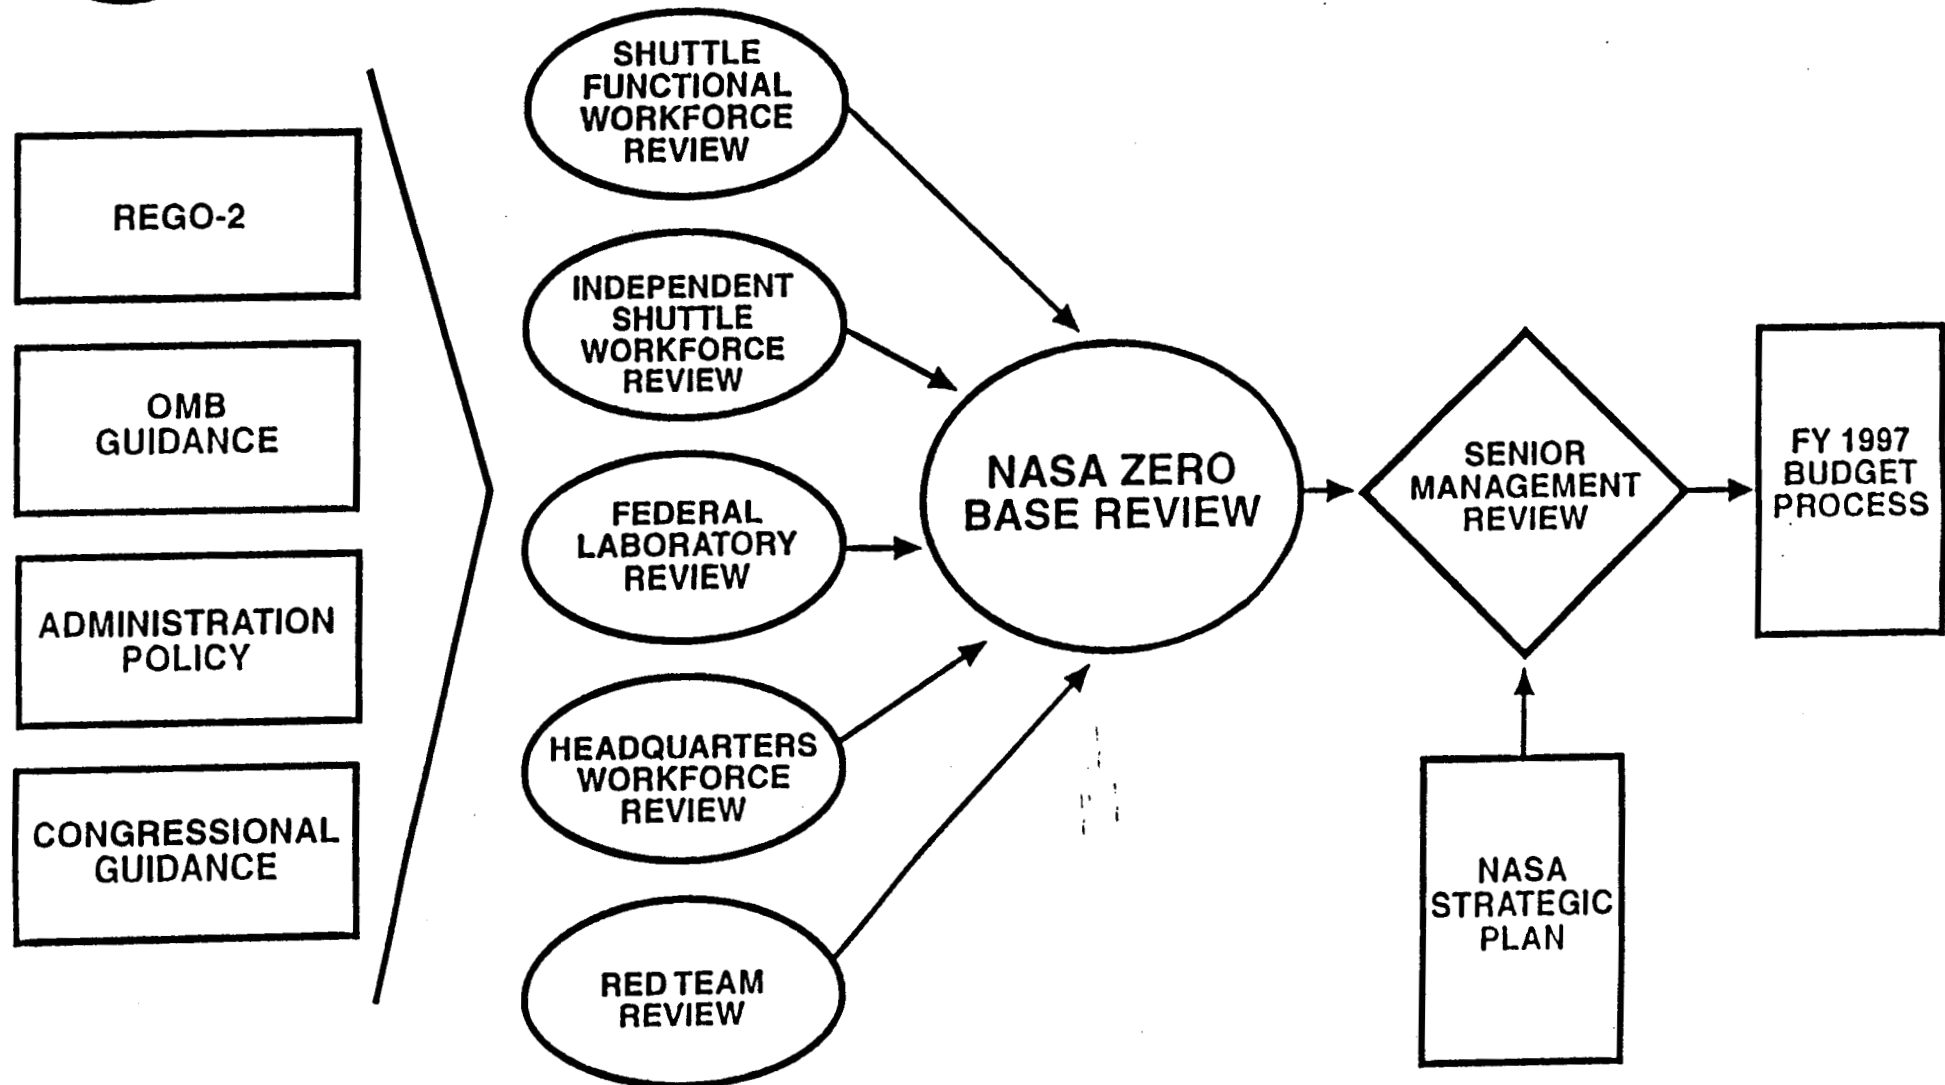 REGO-2
OMB
GUIDANCE
ADMINISTRATION
POLICY
CONGRESSIONAL
GUIDANCE
SHUTTLE
FUNCTIONAL
WORKFORCE
REVIEW
INDEPENDENT
SHUTTLE
WORKFORCE
REVIEW
FEDERAL
LABORATORY
REVIEW
HEADQUARTERS
WORKFORCE
REVIEW
RED TEAM
REVIEW
NASA ZERO
BASE REVIEW
SENIOR
MANAGEMENT
REVIEW
NASA
STRATEGIC
PLAN
FY 1997
BUDGET
PROCESS